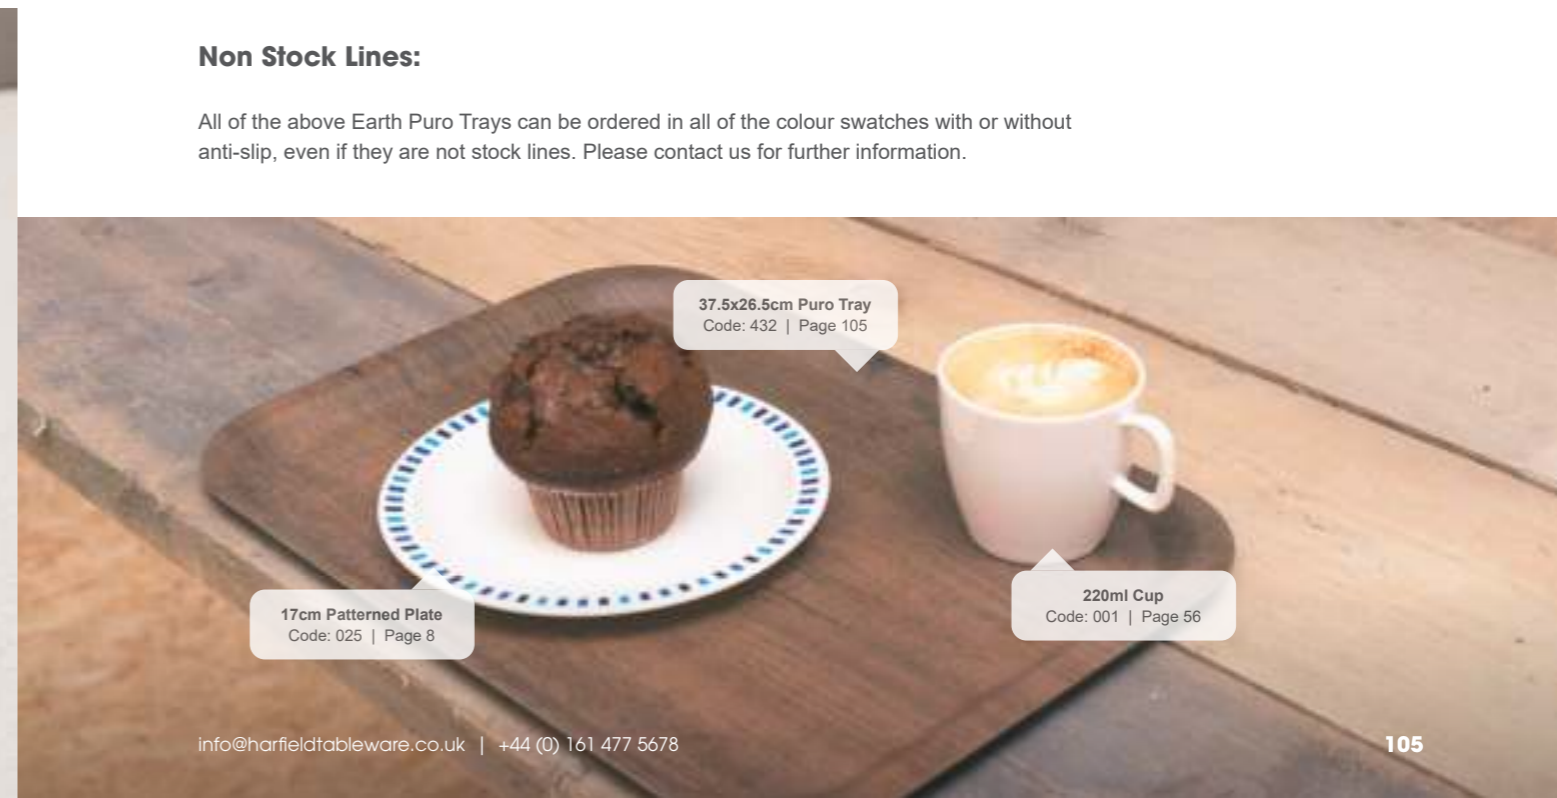 Non Stock Lines:
All of the above Earth Puro Trays can be ordered in all of the colour swatches with or without
anti-slip, even if they are not stock lines. Please contact us for further information.
37.5x26.5cm Puro Tray
Code: 432 | Page 105
17cm Patterned Plate
Code: 025 | Page 8
220ml Cup
Code: 001 | Page 56
info@harfieldtableware.co.uk | +44 (0) 161 477 5678
105